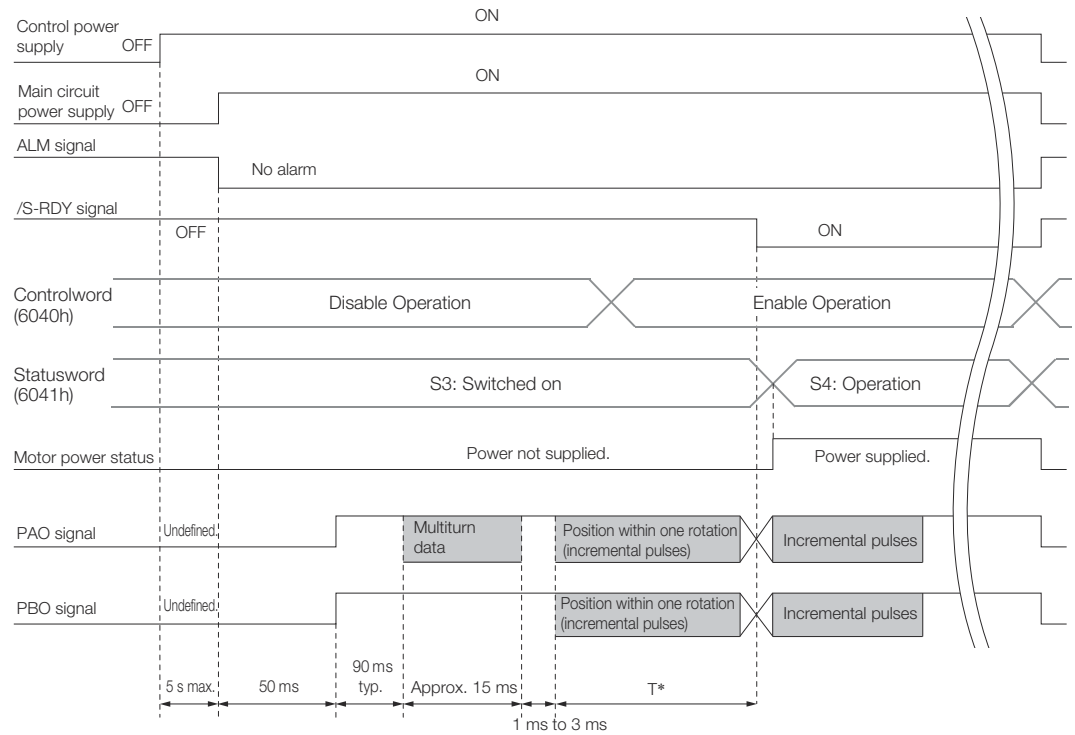 ON
Control power
supply OFF
ON
Main circuit
power supply OFF
ALM signal
No alarm
/S-RDY signal
OFF
ON
Controlword
(6040h)
Disable Operation
Enable Operation
Statusword
(6041h)
S3: Switched on
S4: Operation
Motor power status
Power not supplied.
Power supplied.
PAO signal
Undefined.
Multiturn
data
Position within one rotation
(incremental pulses)
Incremental pulses
PBO signal
Undefined.
Position within one rotation
(incremental pulses)
Incremental pulses
5 s max.
50 ms
90 ms
typ.
Approx. 15 ms
T*
1 ms to 3 ms